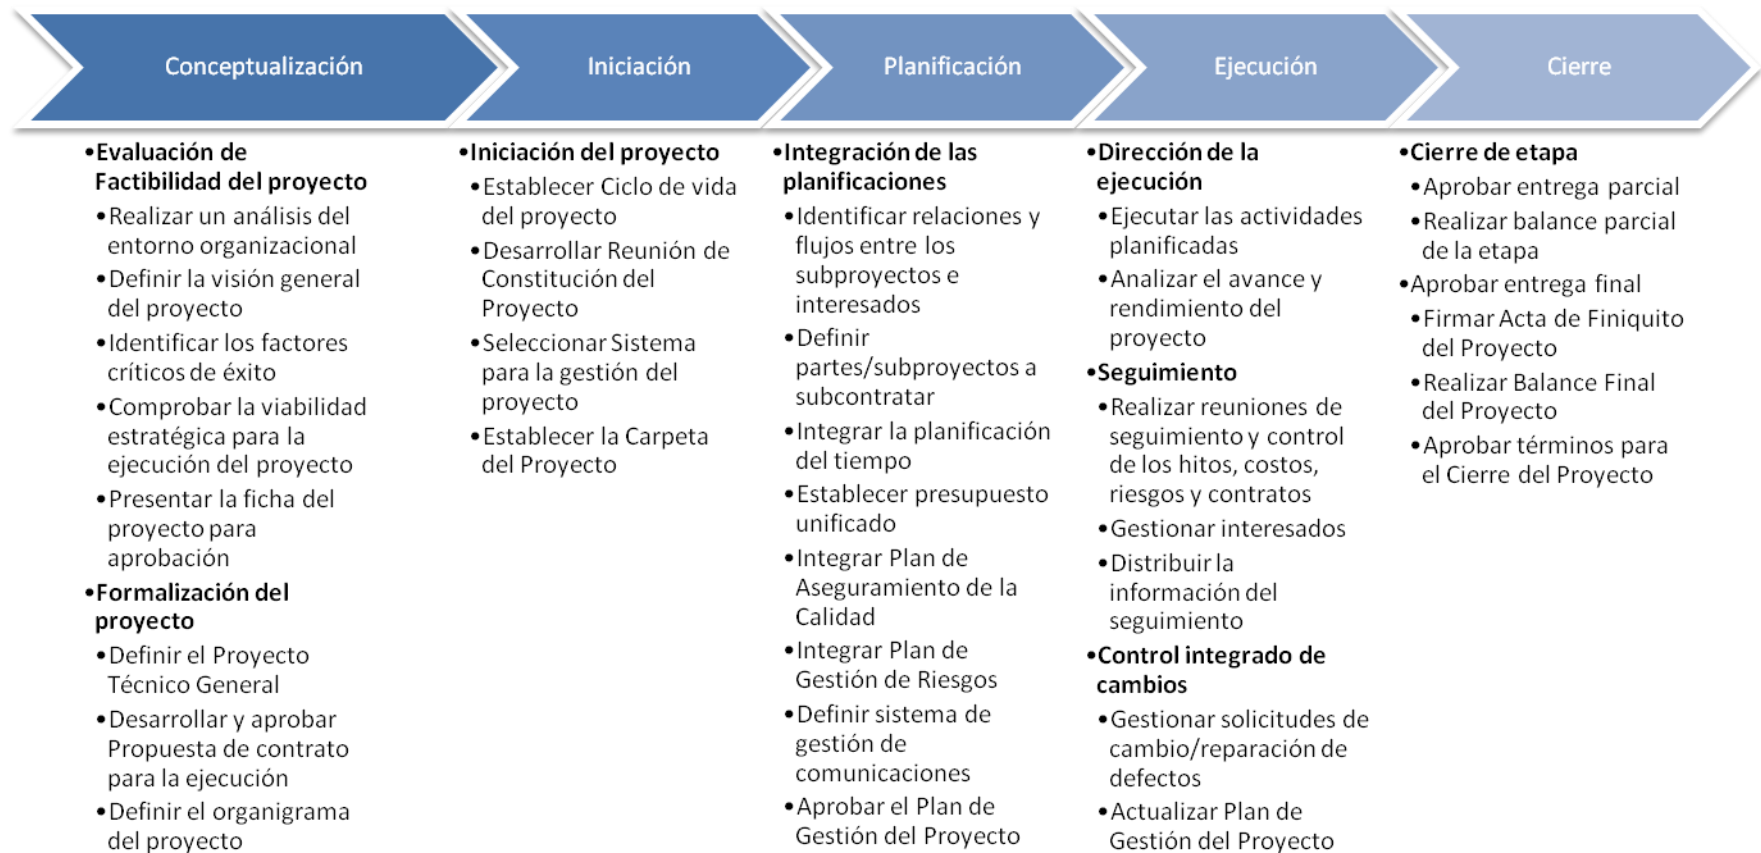 Conceptualización
Iniciación
Planificación
Ejecución
Cierre
•Evaluación de
Factibilidad del proyecto
•Realizar un análisis del
entorno organizacional
•Definir la visión general
del proyecto
•Identificar los factores
críticos de éxito
•Comprobar la viabilidad
estratégica para la
ejecución del proyecto
•Presentar la ficha del
proyecto para
aprobación
•Formalización del
proyecto
•Definir el Proyecto
Técnico General
•Desarrollar y aprobar
Propuesta de contrato
para la ejecución
•Definir el organigrama
del proyecto
•Iniciación del proyecto
•Establecer Ciclo de vida
del proyecto
•Desarrollar Reunión de
Constitución del
Proyecto
•Seleccionar Sistema
para la gestión del
proyecto
•Establecer la Carpeta
del Proyecto
•Integración de las
planificaciones
•Identificar relaciones y
flujos entre los
subproyectos e
interesados
•Definir
partes/subproyectos a
subcontratar
•Integrar la planificación
del tiempo
•Establecer presupuesto
unificado
•Integrar Plan de
Aseguramiento de la
Calidad
•Integrar Plan de
Gestión de Riesgos
•Definir sistema de
gestión de
comunicaciones
•Aprobar el Plan de
Gestión del Proyecto
•Dirección de la
ejecución
•Ejecutar las actividades
planificadas
•Analizar el avance y
rendimiento del
proyecto
•Seguimiento
•Realizar reuniones de
seguimiento y control
de los hitos, costos,
riesgos y contratos
•Gestionar interesados
•Distribuir la
información del
seguimiento
•Control integrado de
cambios
•Gestionar solicitudes de
cambio/reparación de
defectos
•Actualizar Plan de
Gestión del Proyecto
•Cierre de etapa
•Aprobar entrega parcial
•Realizar balance parcial
de la etapa
•Aprobar entrega final
•Firmar Acta de Finiquito
del Proyecto
•Realizar Balance Final
del Proyecto
•Aprobar términos para
el Cierre del Proyecto